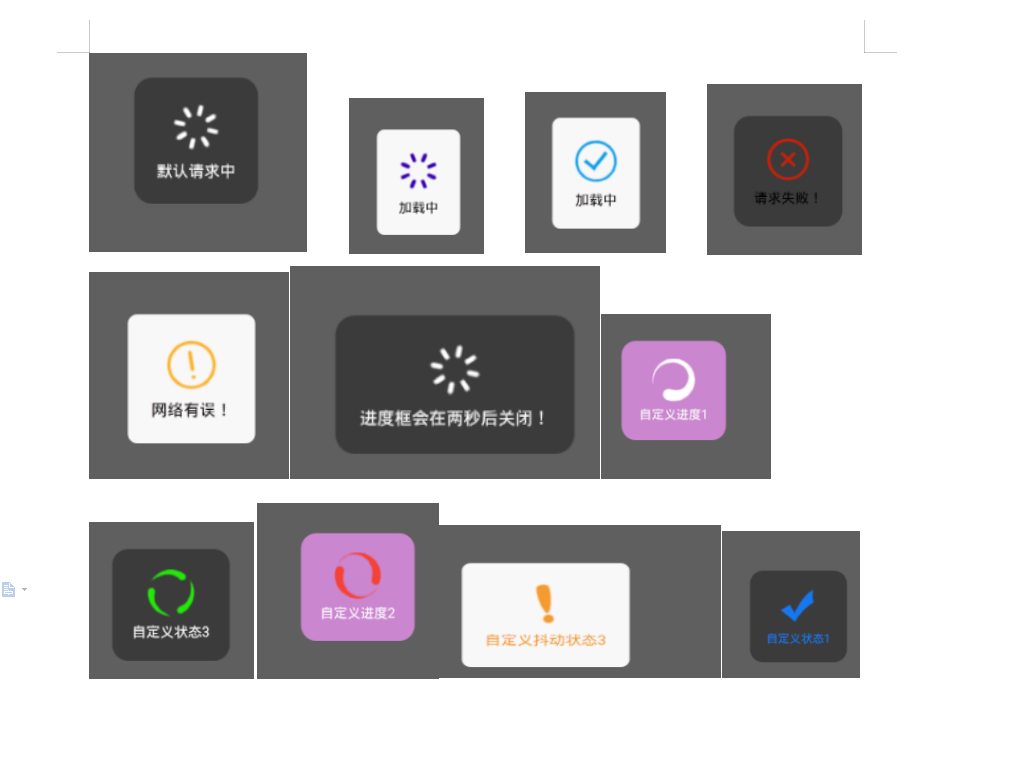 默认请求中
加载中
加载中
请求失败！
网络有误！
进度框会在两秒后关闭！
自定义进度1
自定义状态3
自定义进度2
自定义抖动状态3
自定义状态1